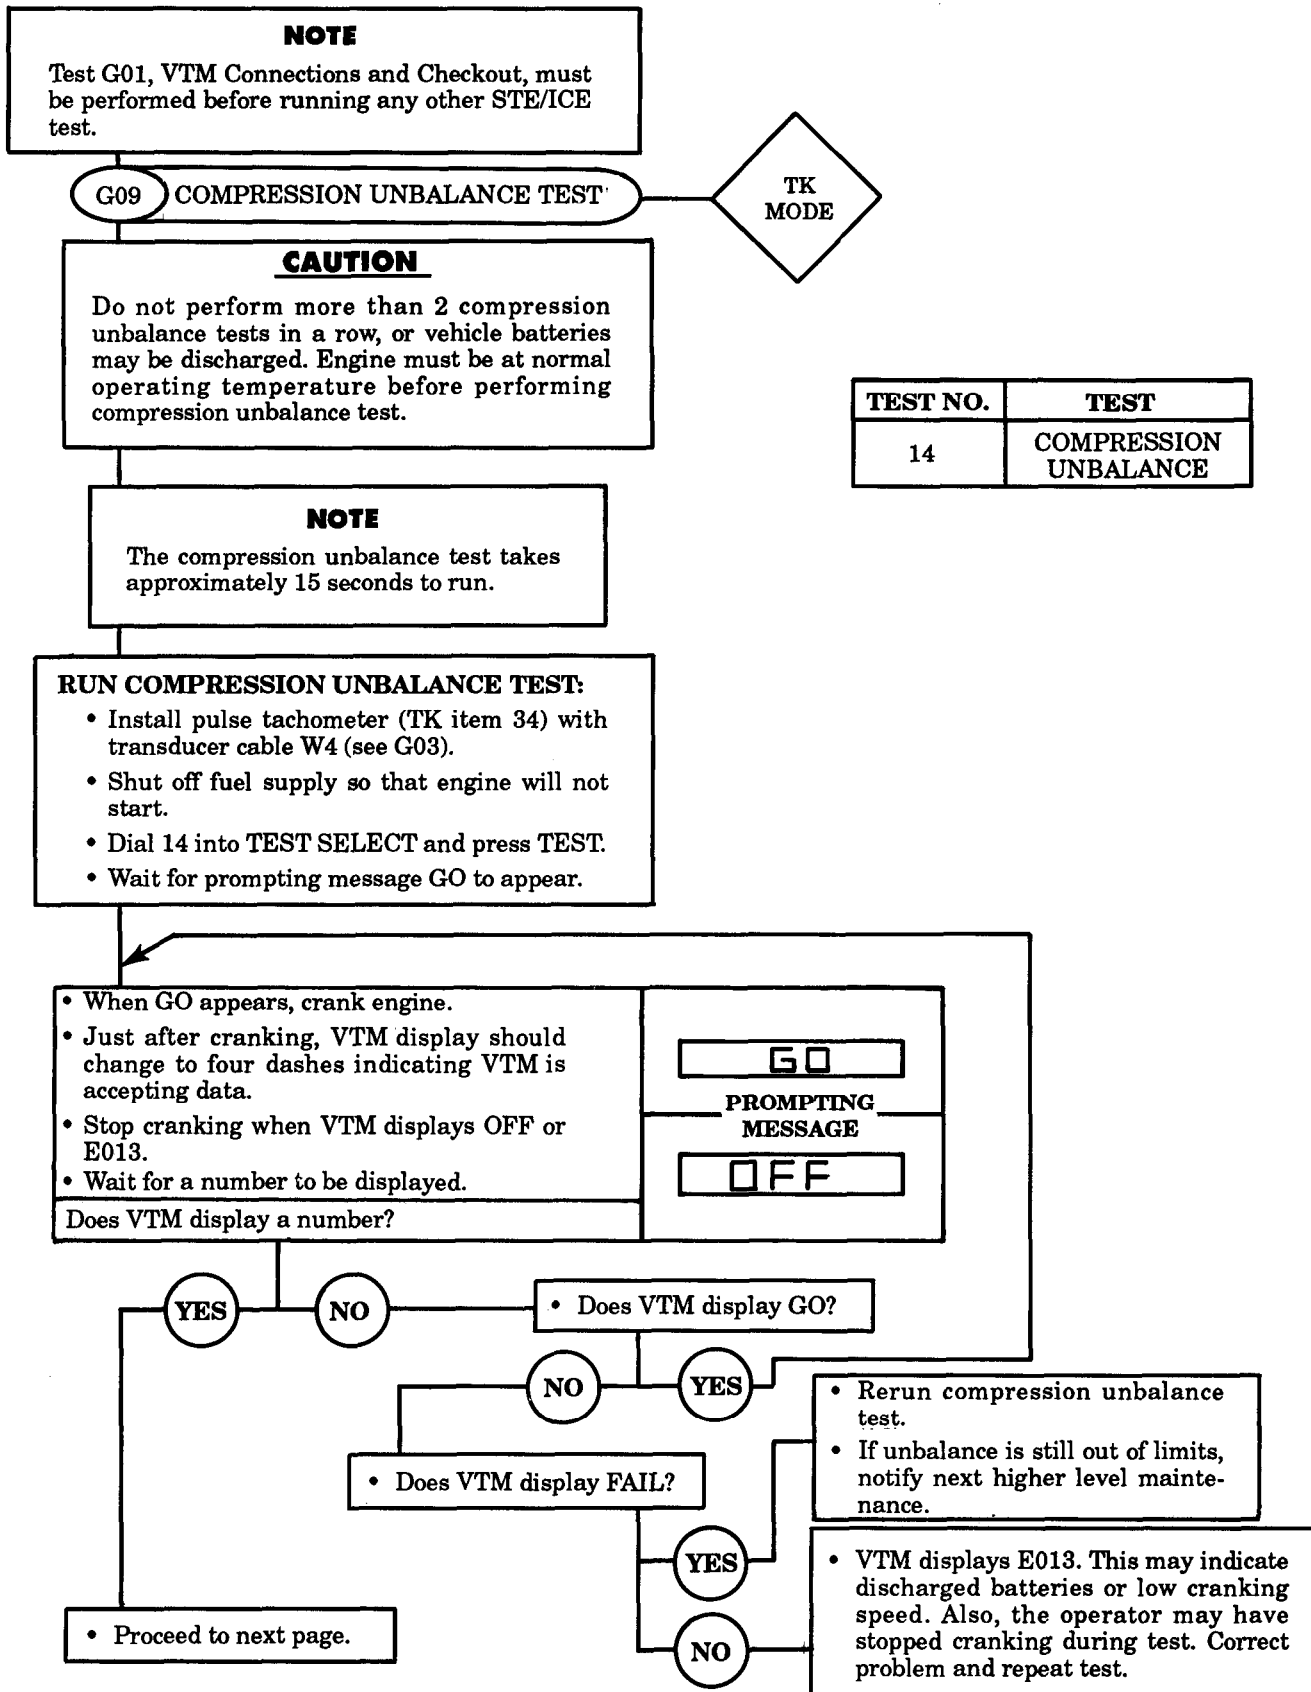 NOTE
Test G01, VTM Connections and Checkout, must
be performed before running any other STE/ICE
test.
G09 COMPRESSION UNBALANCE TEST
TK
MODE
CAUTION
Do not perform more than 2 compression
unbalance tests in a row, or vehicle batteries
may be discharged. Engine must be at normal
operating temperature before performing
compression unbalance test.
TEST NO. TEST
14 COMPRESSION
UNBALANCE
NOTE
The compression unbalance test takes
approximately 15 seconds to run.
RUN COMPRESSION UNBALANCE TEST:
• Install pulse tachometer (TK item 34) with
transducer cable W4 (see G03).
• Shut off fuel supply so that engine will not
start.
• Dial 14 into TEST SELECT and press TEST.
• Wait for prompting message GO to appear.
• When GO appears, crank engine.
• Just after cranking, VTM display should
change to four dashes indicating VTM is
accepting data.
• Stop cranking when VTM displays OFF or
E013.
• Wait for a number to be displayed.
Does VTM display a number?
GO
PROMPTING
MESSAGE
OFF
YES
NO
• Does VTM display GO?
NO
YES
• Rerun compression unbalance
test.
• If unbalance is still out of limits,
notify next higher level mainte-
nance.
• Does VTM display FAIL?
YES
• VTM displays E013. This may indicate
discharged batteries or low cranking
speed. Also, the operator may have
stopped cranking during test. Correct
problem and repeat test.
NO
• Proceed to next page.